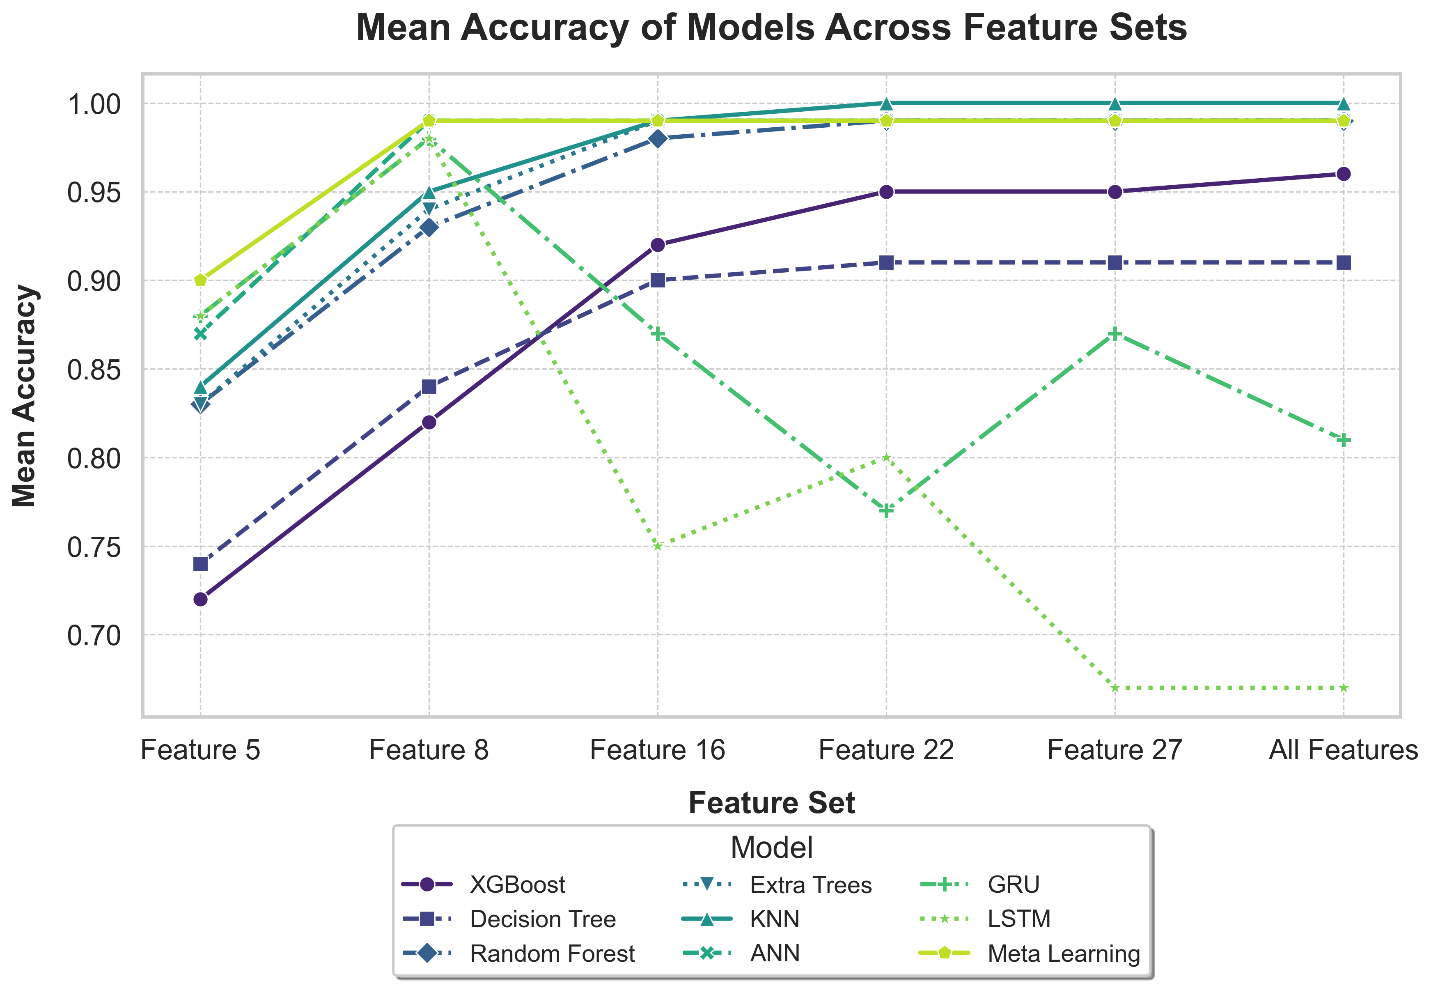 Mean Accuracy of Models Across Feature Sets
1.00
0.95
0.90
0.85
0.80
0.75
0.70
Mean Accuracy
Feature 5
Feature 8
Feature 16
Feature 22
Feature 27
All Features
Feature Set
Model
XGBoost
Decision Tree
Random Forest
Extra Trees
KNN
ANN
GRU
LSTM
Meta Learning